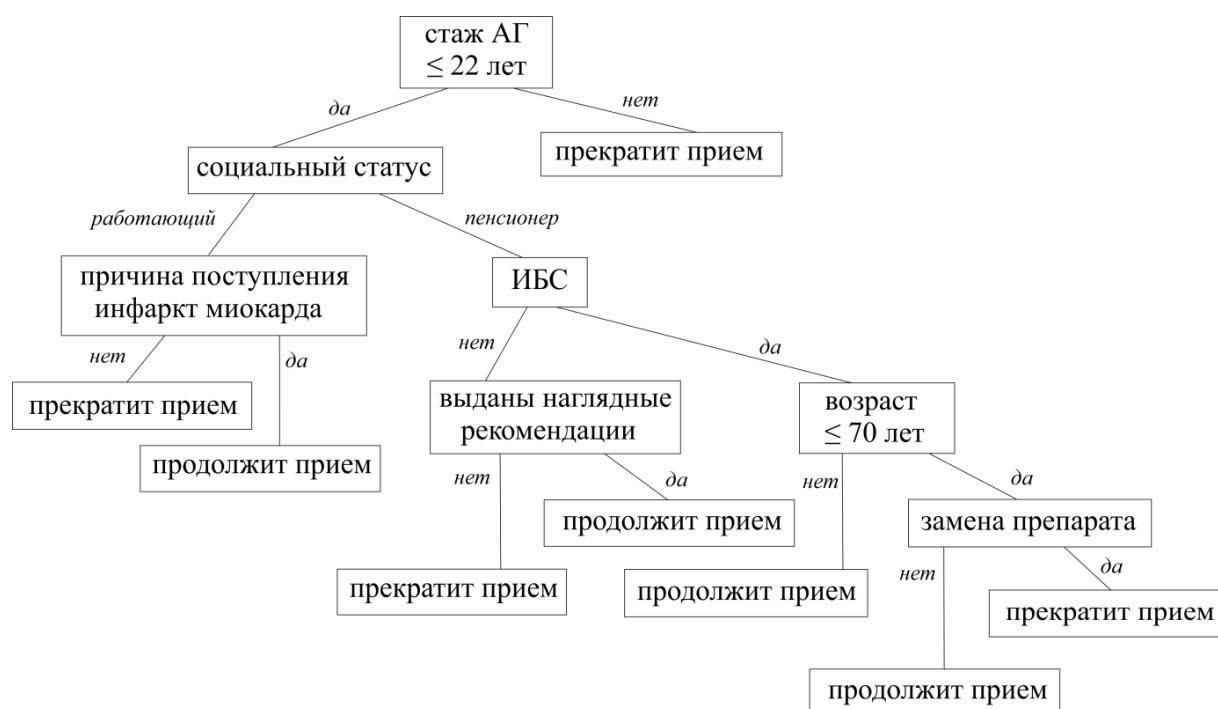 стаж АГ
≤ 22 лет
да
нет
прекратит прием
социальный статус
работающий
пенсионер
причина поступления
инфаркт миокарда
ИБС
нет
да
нет
да
прекратит прием
продолжит прием
выданы наглядные
рекомендации
возраст
≤ 70 лет
нет
да
нет
да
продолжит прием
замена препарата
прекратит прием
продолжит прием
нет
да
прекратит прием
продолжит прием